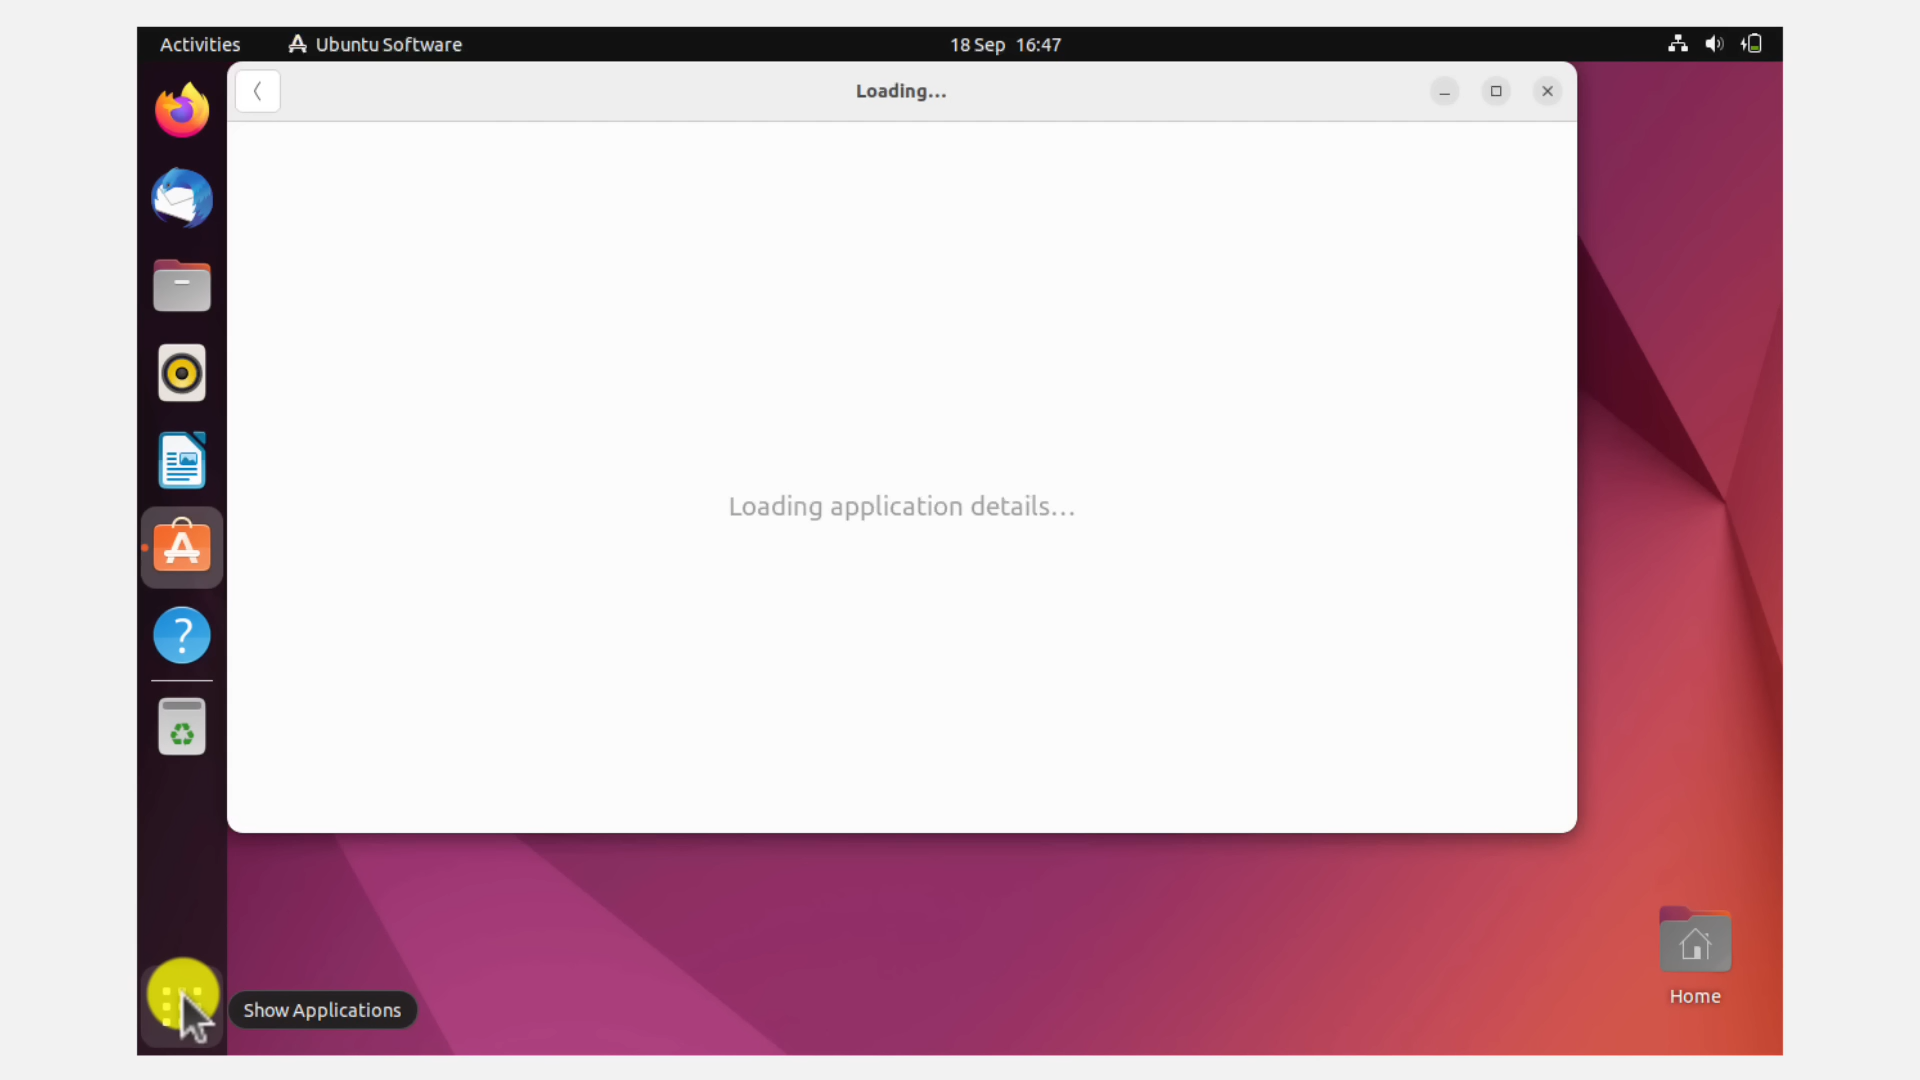 Activities
Ubuntu Software
18 Sep 16:47
Loading...
Loading application details...
Show Applications
Home